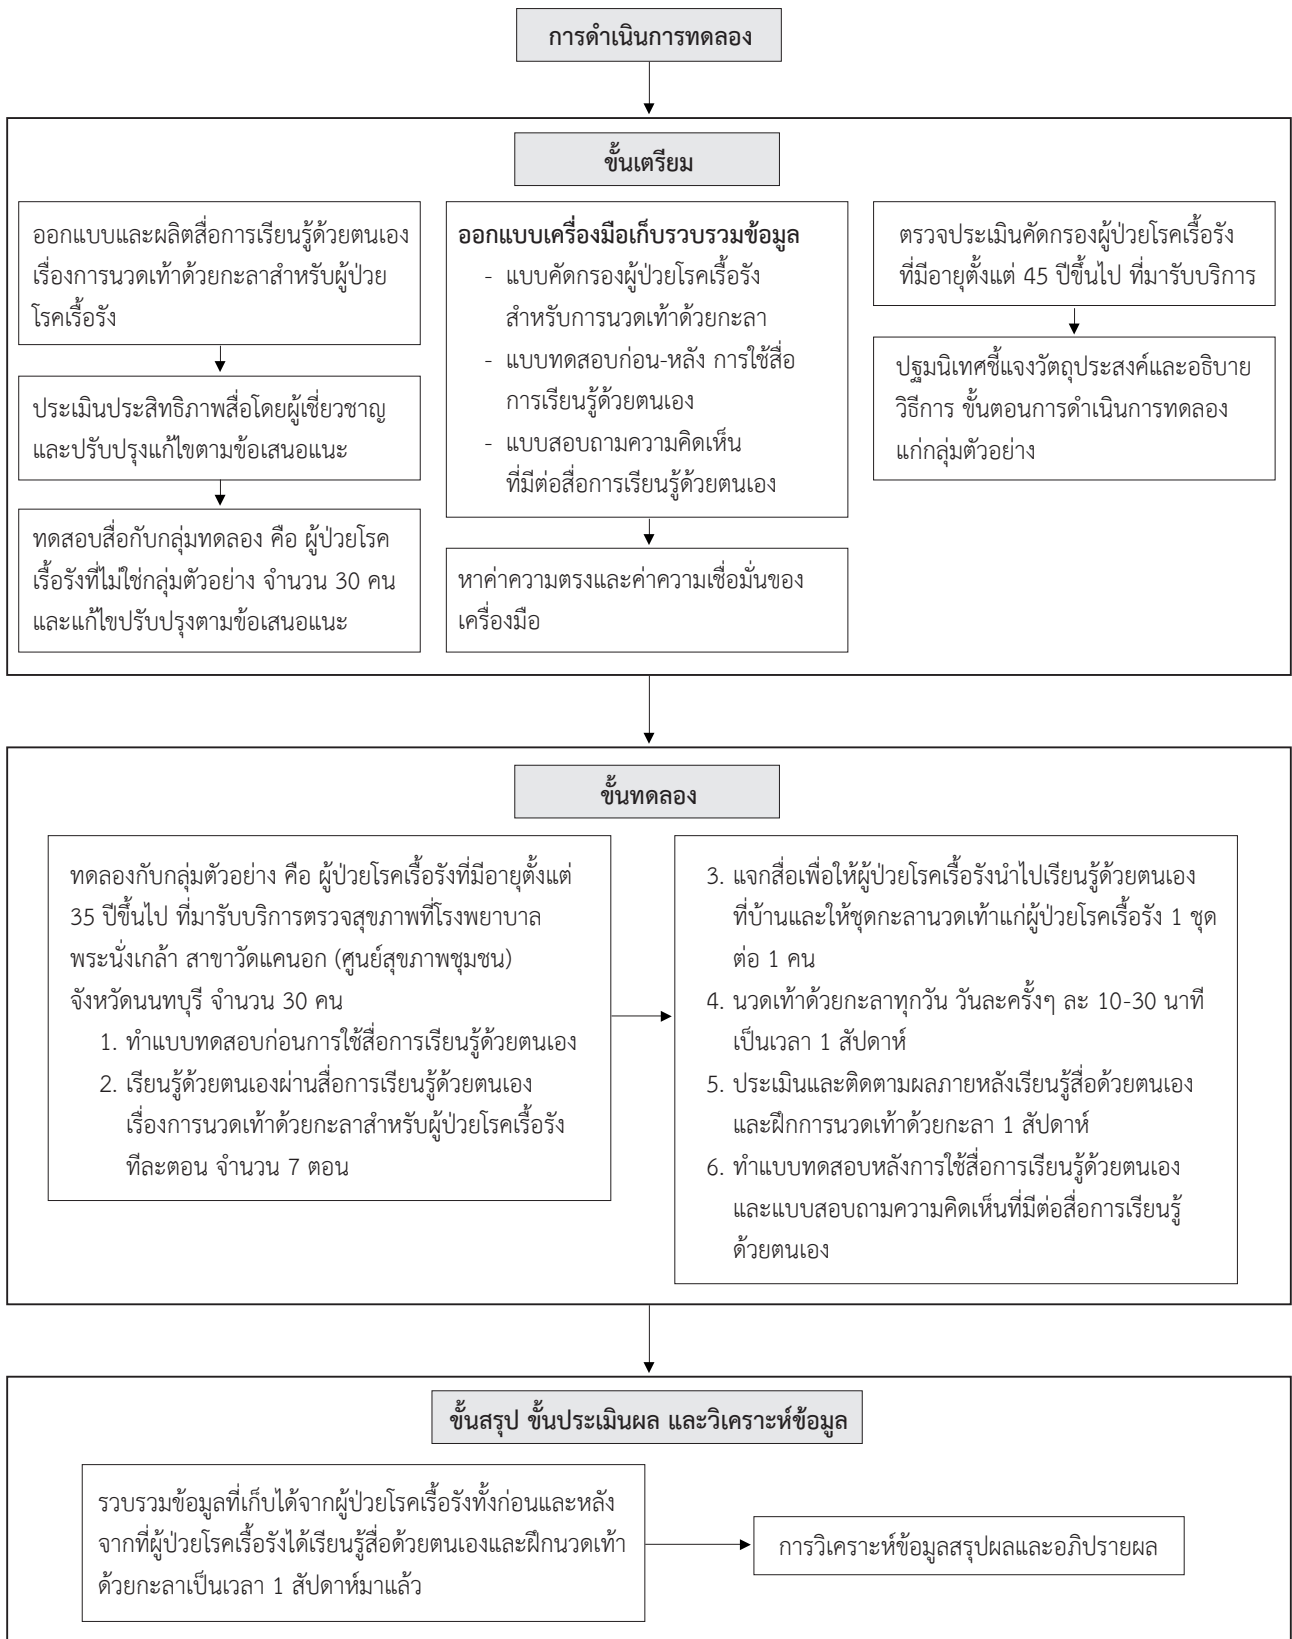 การดำเนินการทดลอง
ขั้นเตรียม
ออกแบบและผลิตสื่อการเรียนรู้ด้วยตนเอง
เรื่องการนวดเท้าด้วยกะลาสำหรับผู้ป่วย
โรคเรื้อรัง
ประเมินประสิทธิภาพสื่อโดยผู้เชี่ยวชาญ
และปรับปรุงแก้ไขตามข้อเสนอแนะ
ทดสอบสื่อกับกลุ่มทดลอง คือ ผู้ป่วยโรค
เรื้อรังที่ไม่ใช่กลุ่มตัวอย่าง จำนวน 30 คน
และแก้ไขปรับปรุงตามข้อเสนอแนะ
ออกแบบเครื่องมือเก็บรวบรวมข้อมูล
- แบบคัดกรองผู้ป่วยโรคเรื้อรัง
สำหรับการนวดเท้าด้วยกะลา
- แบบทดสอบก่อน-หลัง การใช้สื่อ
การเรียนรู้ด้วยตนเอง
- แบบสอบถามความคิดเห็น
ที่มีต่อสื่อการเรียนรู้ด้วยตนเอง
หาค่าความตรงและค่าความเชื่อมั่นของ
เครื่องมือ
ตรวจประเมินคัดกรองผู้ป่วยโรคเรื้อรัง
ที่มีอายุตั้งแต่ 45 ปีขึ้นไป ที่มารับบริการ
ปฐมนิเทศชี้แจงวัตถุประสงค์และอธิบาย
วิธีการ ขั้นตอนการดำเนินการทดลอง
แก่กลุ่มตัวอย่าง
ขั้นทดลอง
ทดลองกับกลุ่มตัวอย่าง คือ ผู้ป่วยโรคเรื้อรังที่มีอายุตั้งแต่
35 ปีขึ้นไป ที่มารับบริการตรวจสุขภาพที่โรงพยาบาล
พระนั่งเกล้า สาขาวัดแคนอก (ศูนย์สุขภาพชุมชน)
จังหวัดนนทบุรี จำนวน 30 คน
1. ทำแบบทดสอบก่อนการใช้สื่อการเรียนรู้ด้วยตนเอง
2. เรียนรู้ด้วยตนเองผ่านสื่อการเรียนรู้ด้วยตนเอง
เรื่องการนวดเท้าด้วยกะลาสำหรับผู้ป่วยโรคเรื้อรัง
ทีละตอน จำนวน 7 ตอน
3. แจกสื่อเพื่อให้ผู้ป่วยโรคเรื้อรังนำไปเรียนรู้ด้วยตนเอง
ที่บ้านและให้ชุดกะลานวดเท้าแก่ผู้ป่วยโรคเรื้อรัง 1 ชุด
ต่อ 1 คน
4. นวดเท้าด้วยกะลาทุกวัน วันละครั้งๆ ละ 10-30 นาที
เป็นเวลา 1 สัปดาห์
5. ประเมินและติดตามผลภายหลังเรียนรู้สื่อด้วยตนเอง
และฝึกการนวดเท้าด้วยกะลา 1 สัปดาห์
6. ทำแบบทดสอบหลังการใช้สื่อการเรียนรู้ด้วยตนเอง
และแบบสอบถามความคิดเห็นที่มีต่อสื่อการเรียนรู้
ด้วยตนเอง
ขั้นสรุป ขั้นประเมินผล และวิเคราะห์ข้อมูล
รวบรวมข้อมูลที่เก็บได้จากผู้ป่วยโรคเรื้อรังทั้งก่อนและหลัง
จากที่ผู้ป่วยโรคเรื้อรังได้เรียนรู้สื่อด้วยตนเองและฝึกนวดเท้า
ด้วยกะลาเป็นเวลา 1 สัปดาห์มาแล้ว
การวิเคราะห์ข้อมูลสรุปผลและอภิปรายผล